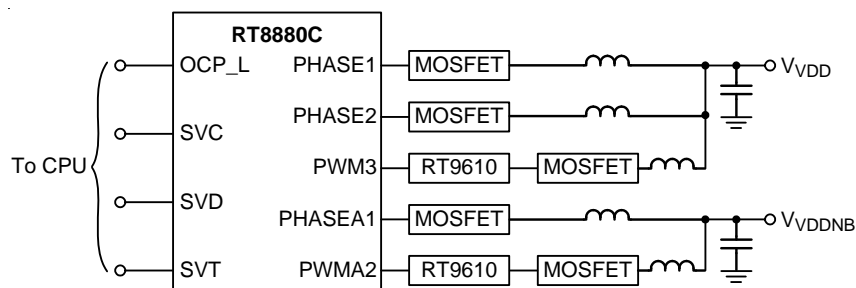 RT8880C
OCP_L PHASE1 MOSFET V_VDD
PHASE2 MOSFET
SVC
To CPU PWM3 RT9610 MOSFET
SVD
PHASEA1 MOSFET V_VDDNB
SVT PWMA2 RT9610 MOSFET